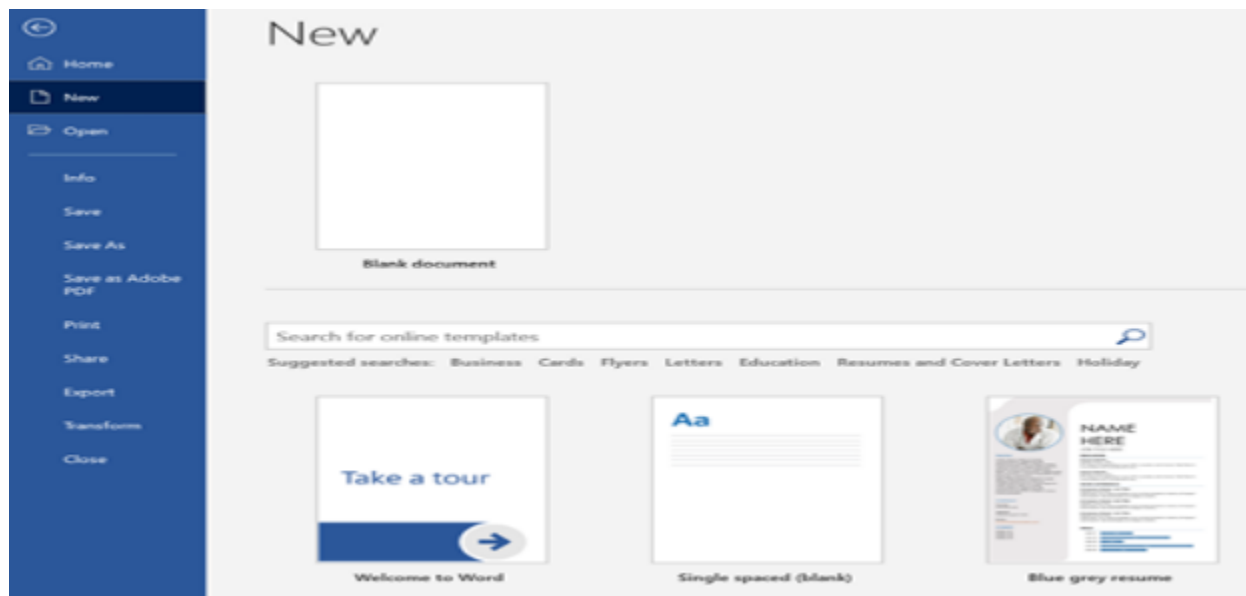 New
Home
New
Open
Info
Save
Save As
Save as Adobe
PDF
Print
Share
Export
Transform
Close
Blank document
Search for online templates
Suggested searches: Business Cards Flyers Letters Education Resumes and Cover Letters Holiday
Take a tour
Welcome to Word
Aa
Single spaced (blank)
NAME
HERE
Blue grey resume